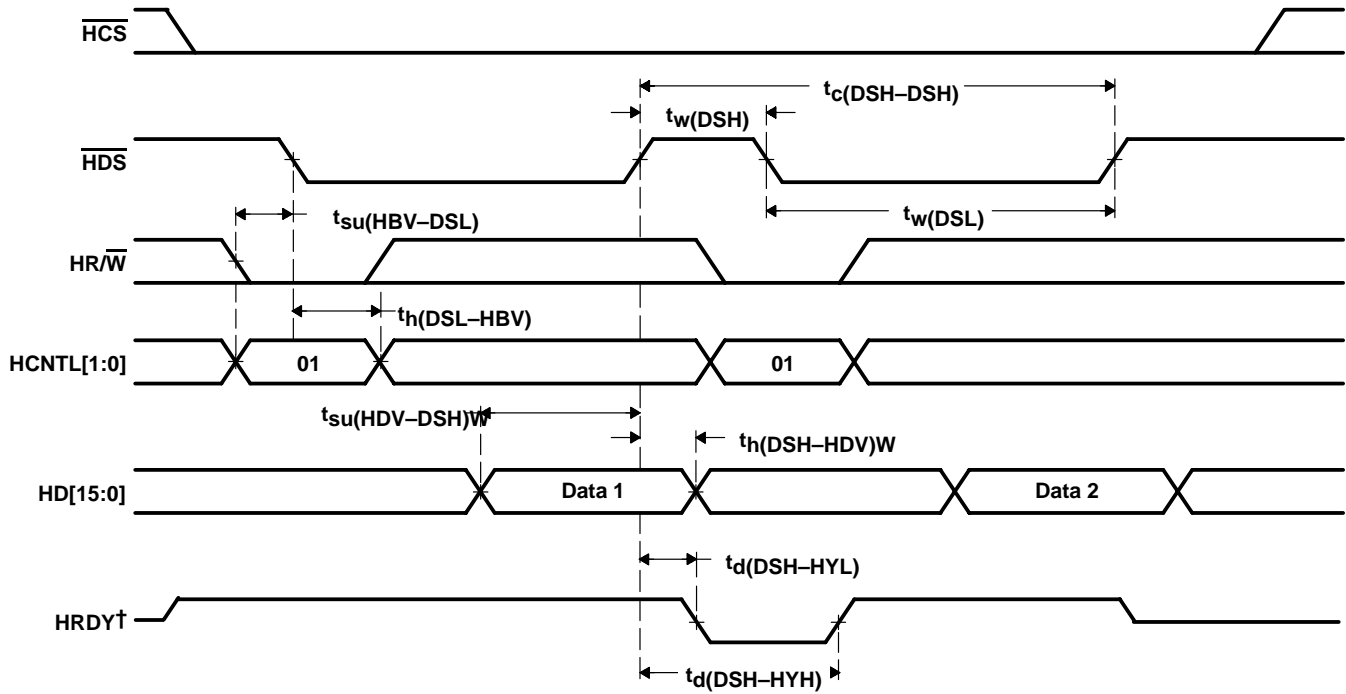 HCS
tc(DSH–DSH)
tw(DSH)
HDS
tw(DSL)
tsu(HBV–DSL)
HR/W
th(DSL–HBV)
HCNTL[1:0]
01
01
tsu(HDV–DSH)W
th(DSH–HDV)W
HD[15:0]
Data 1
Data 2
td(DSH–HYL)
HRDY†
td(DSH–HYH)